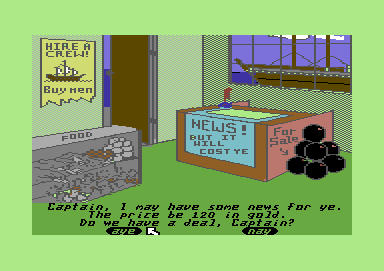 HIRE A
CREW!
Buy men
FOOD
NEWS!
BUT IT
WILL
COST YE
For
Sale
Captain, I may have some news for ye.
The price be 120 in gold.
Do we have a deal, Captain?
aye nay